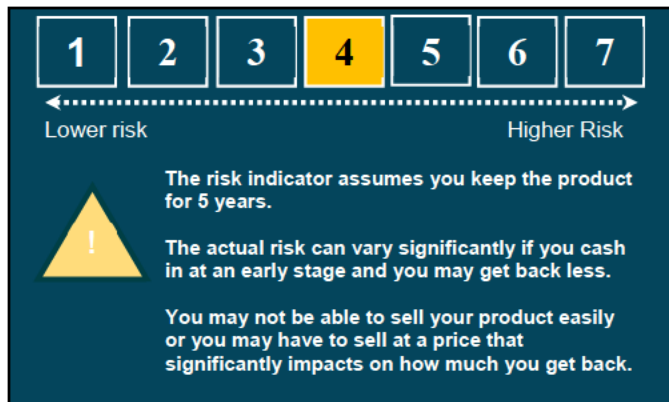 1 2 3 4 5 6 7
Lower risk Higher Risk
!
The risk indicator assumes you keep the product
for 5 years.
The actual risk can vary significantly if you cash
in at an early stage and you may get back less.
You may not be able to sell your product easily
or you may have to sell at a price that
significantly impacts on how much you get back.